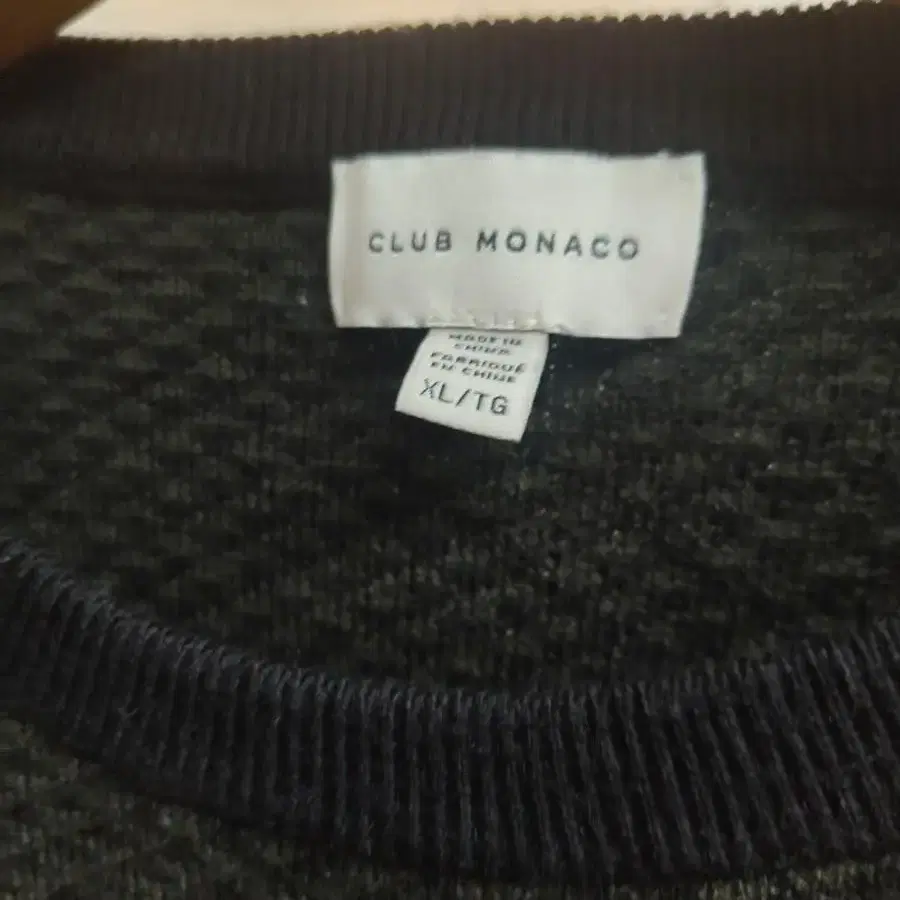 CLUB MONACO
MADE IN
CHINA
FABRIQUÉ
EN CHINE
XL/TG